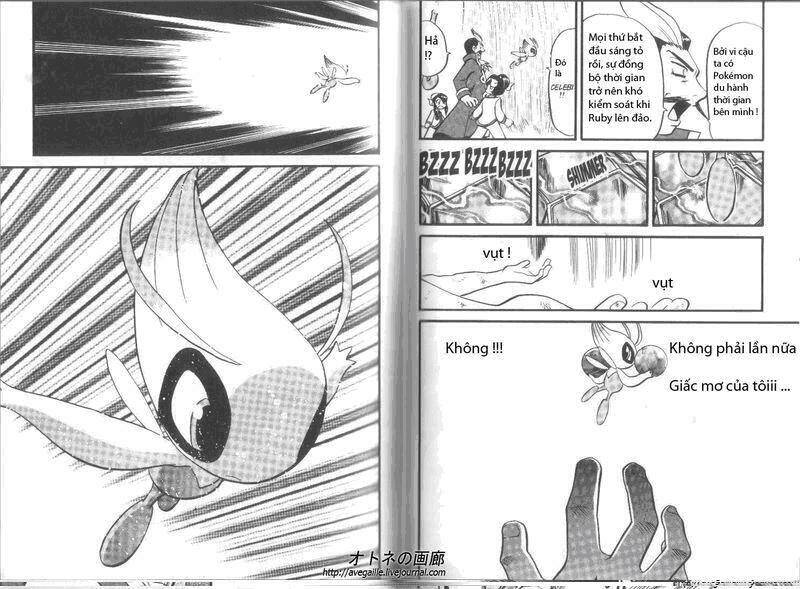 Bởi vì cậu
ta có
Pokémon
du hành
thời gian
bên mình !
Mọi thứ bắt
đầu sáng tỏ
rồi, sự đồng
bộ thời gian
trở nên khó
kiểm soát khi
Ruby lên đảo.
Đó
là
CELEBI
!!
Hả
!?
BZZZ
BZZZ
BZZZ
SHIMMER
vụt !
vụt
Không !!!
Không phải lần nữa
Giấc mơ của tôiii ...
オトネの画廊
http://avegaille.livejournal.com